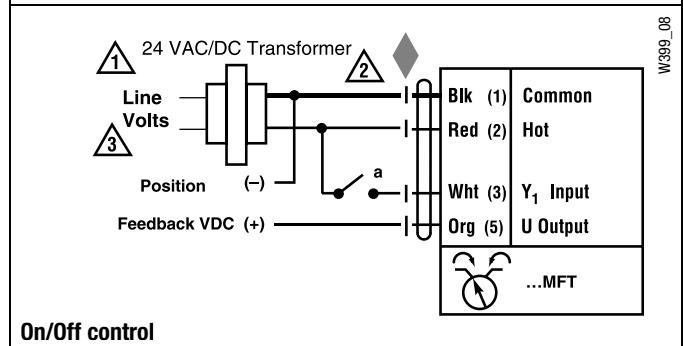 W399_08
1 24 VAC/DC Transformer 2
Line
Volts
3
Blk (1) Common
Red (2) Hot
a
Position (–)
Wht (3) Y₁ Input
Feedback VDC (+)
Org (5) U Output
...MFT
On/Off control